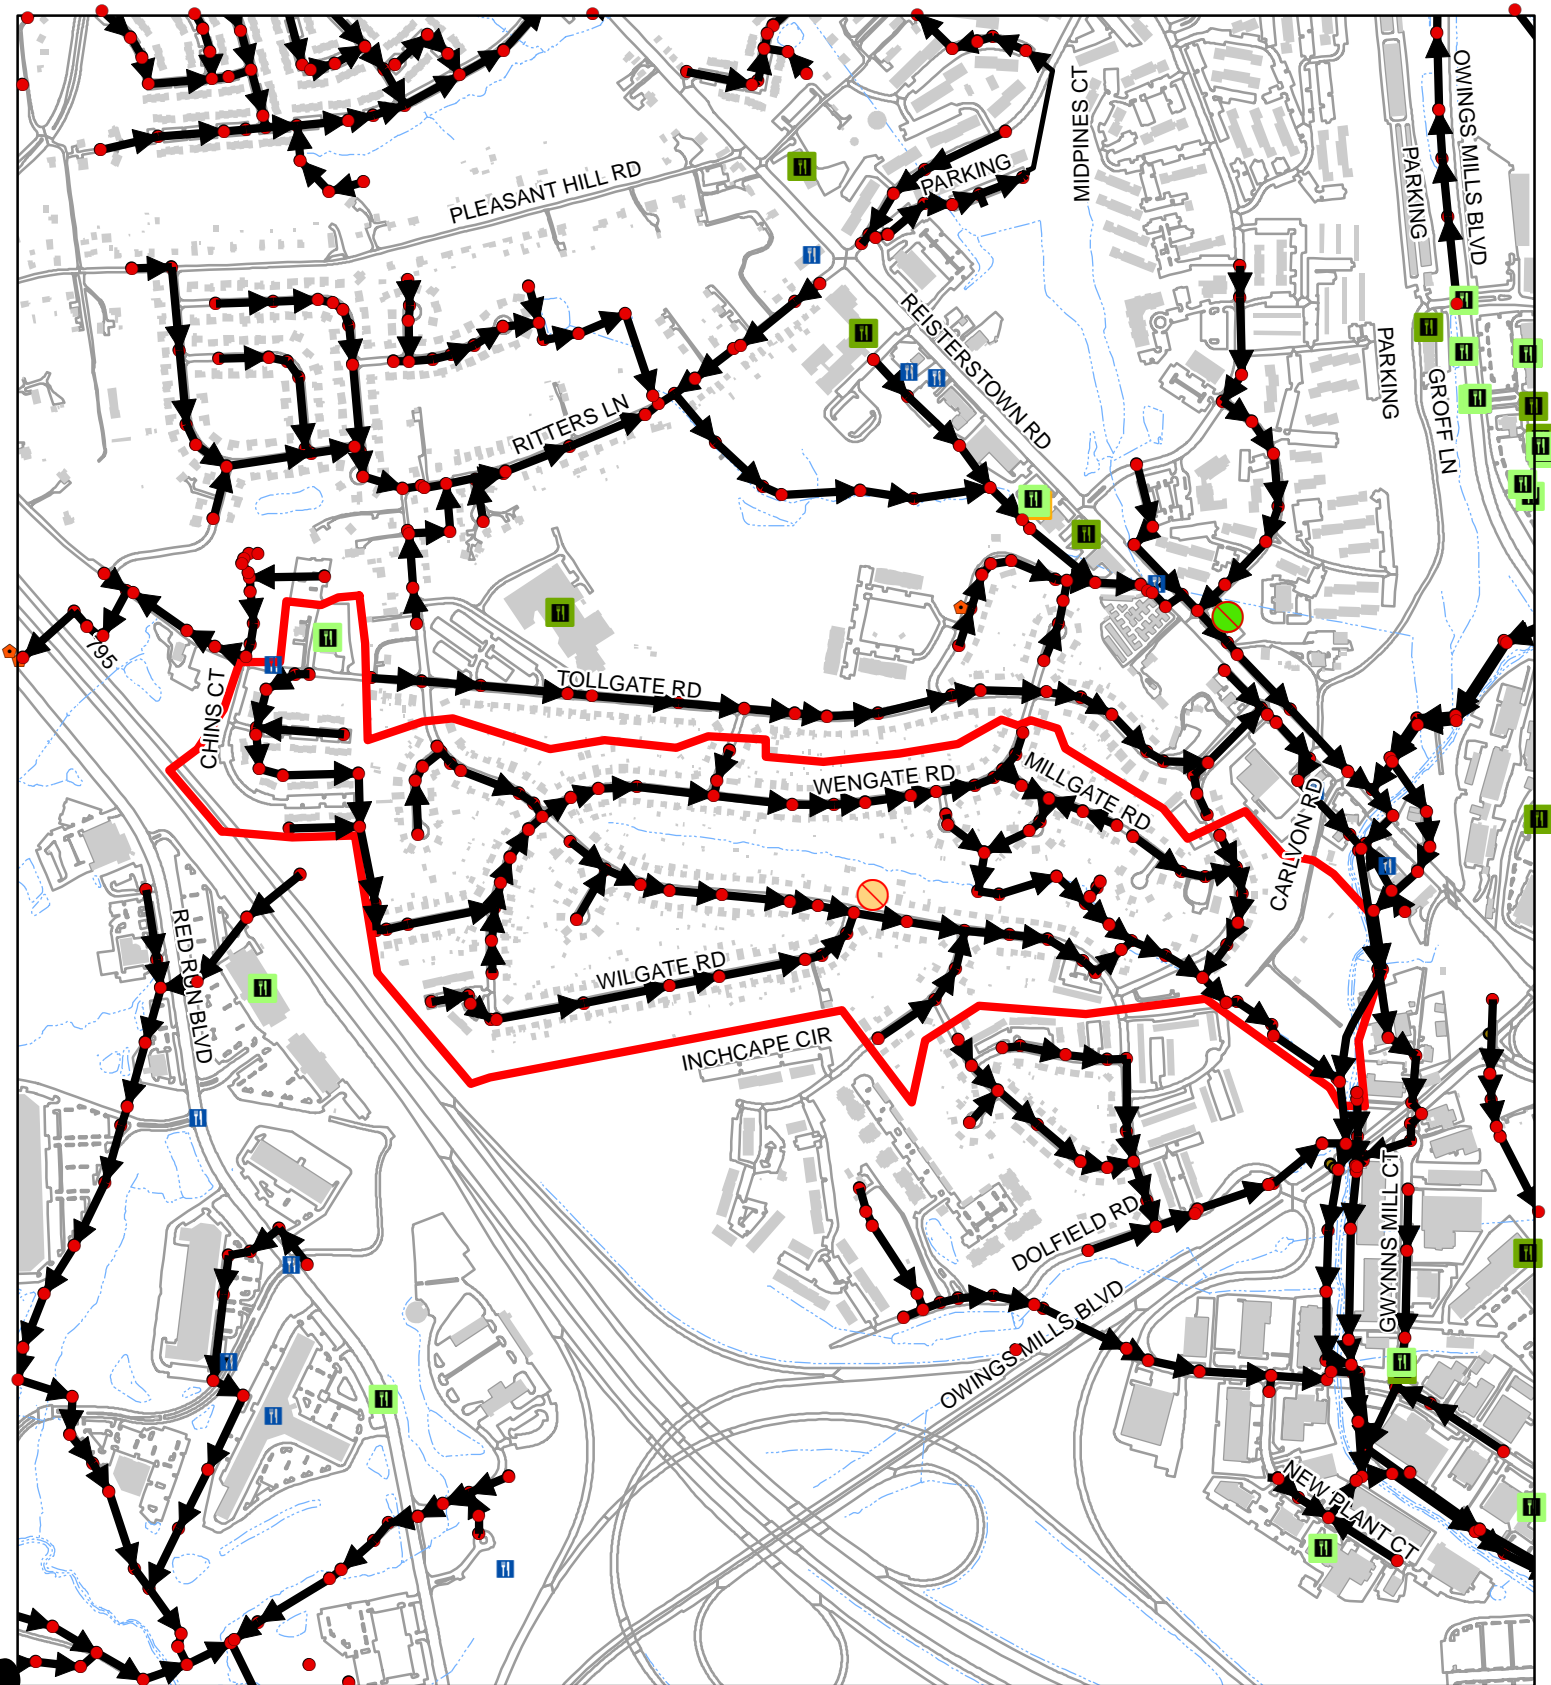 MIDPINES CT
OWINGS MILLS BLVD
PARKING
PARKING
PLEASANT HILL RD
REISTERSTOWN RD
PARKING
GROFF LN
RITTERS LN
795
TOLLGATE RD
CHINS CT
WENGATE RD
MILLGATE RD
CARLVON RD
RED RUN BLVD
WILGATE RD
INCHCAPE CIR
DOLFIELD RD
GWYNNS MILL CT
OWINGS MILLS BLVD
NEW PLANT CT